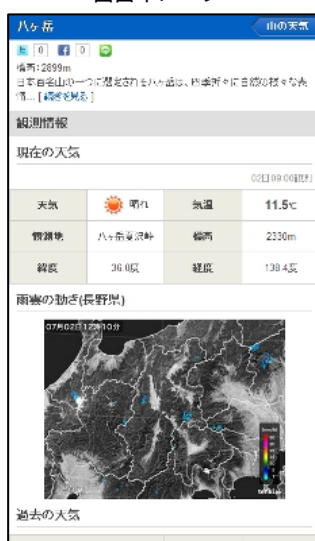 八ヶ岳
山の天気
0
0
標高:2899m
日本百名山の一つに選定される八ヶ岳は、四季折々に自然の様々な表
情… [ 続きを見る ]
観測情報
現在の天気
02日09:00観測
天気 晴れ 気温 11.5℃
観測地 八ヶ岳夏沢峠 標高 2330m
緯度 36.0度 経度 138.4度
雨雲の動き(長野県)
07月02日12時10分
過去の天気